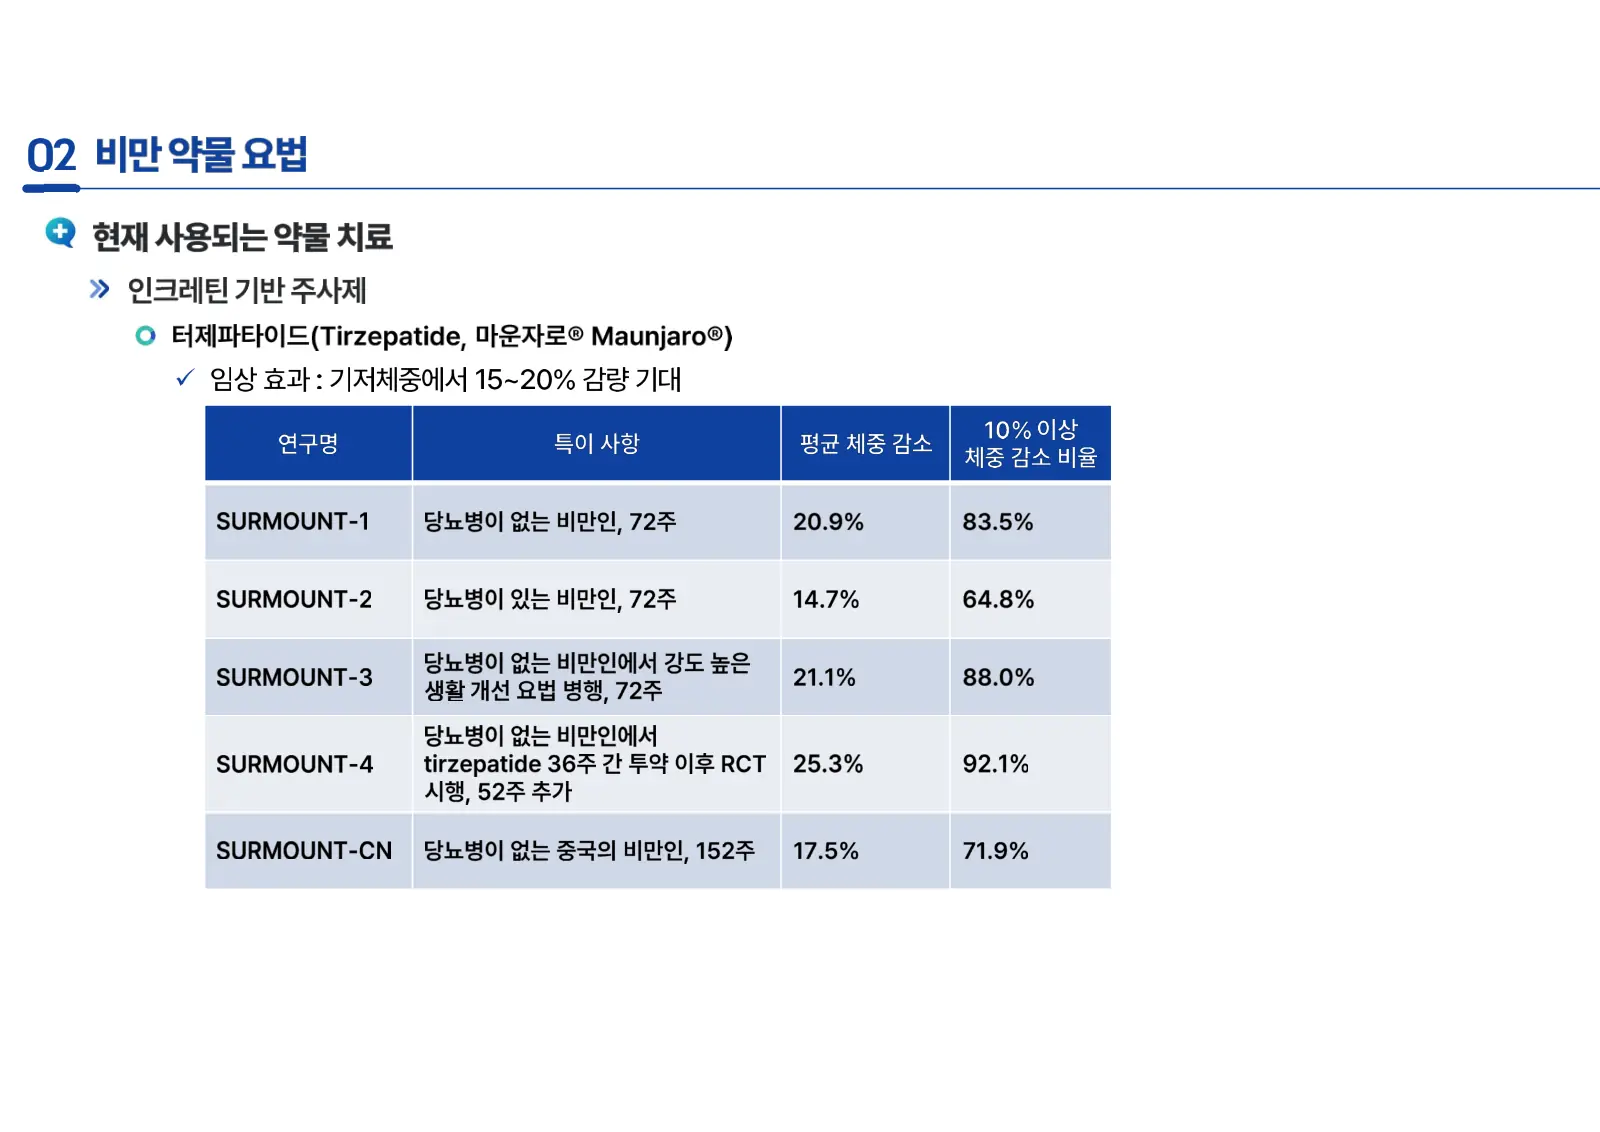 02 비만 약물 요법
현재 사용되는 약물 치료
인크레틴 기반 주사제
터제파타이드(Tirzepatide, 마운자로® Maunjaro®)
임상 효과 : 기저체중에서 15~20% 감량 기대
연구명 특이 사항 평균 체중 감소 10% 이상
체중 감소 비율
SURMOUNT-1 당뇨병이 없는 비만인, 72주 20.9% 83.5%
SURMOUNT-2 당뇨병이 있는 비만인, 72주 14.7% 64.8%
SURMOUNT-3 당뇨병이 없는 비만인에서 강도 높은
생활 개선 요법 병행, 72주 21.1% 88.0%
SURMOUNT-4 당뇨병이 없는 비만인에서
tirzepatide 36주 간 투약 이후 RCT
시행, 52주 추가 25.3% 92.1%
SURMOUNT-CN 당뇨병이 없는 중국의 비만인, 152주 17.5% 71.9%